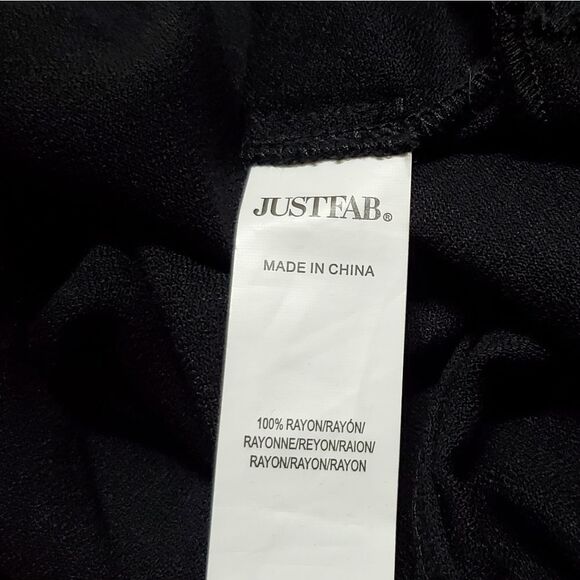 JUSTFAB®
MADE IN CHINA
100% RAYON/RAYÓN/
RAYONNE/REYON/RAION/
RAYON/RAYON/RAYON